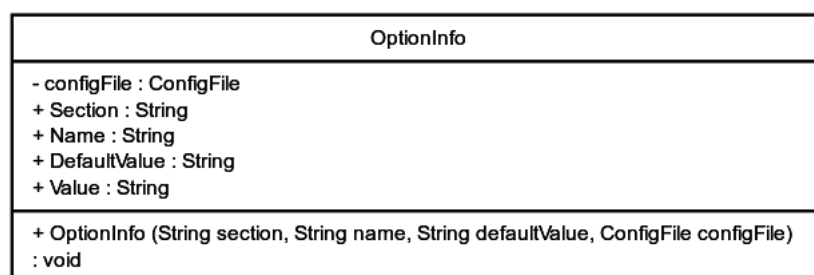 OptionInfo
- configFile : ConfigFile
+ Section : String
+ Name : String
+ DefaultValue : String
+ Value : String
+ OptionInfo (String section, String name, String defaultValue, ConfigFile configFile)
: void